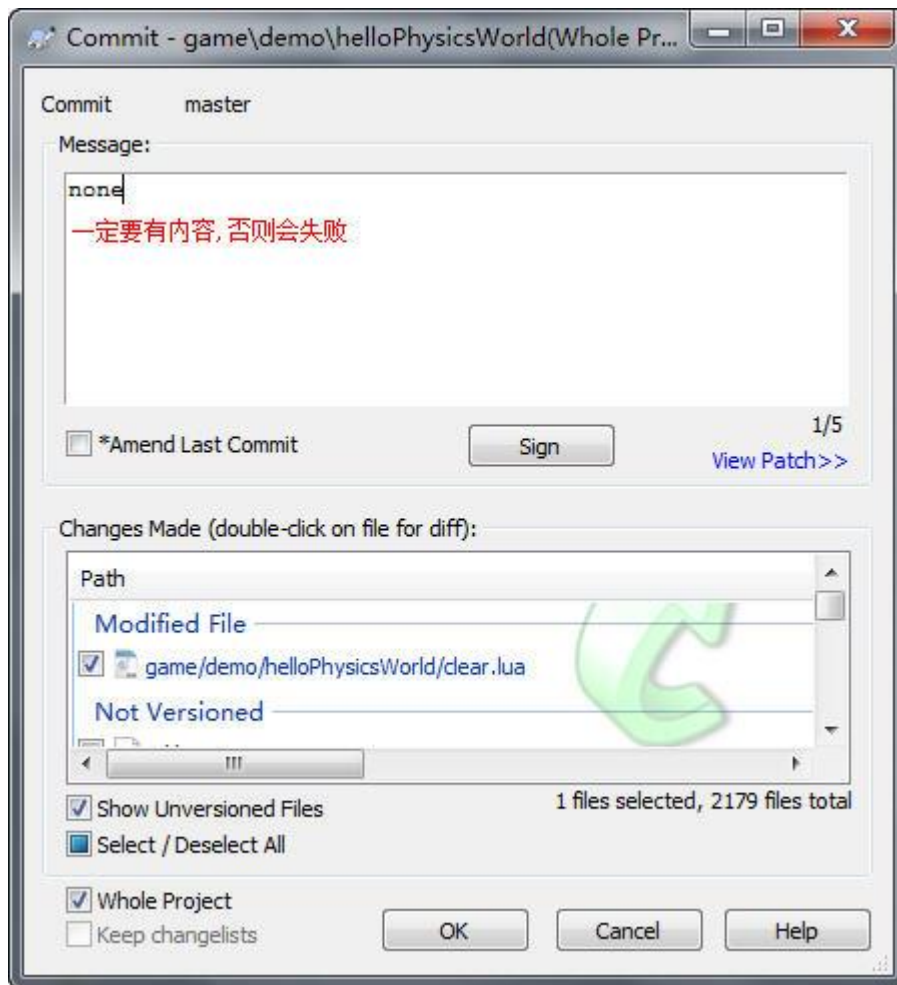 Commit - game\demo\helloPhysicsWorld(Whole Pr...
Commit master
Message:
none
一定要有内容,否则会失败
*Amend Last Commit
Sign
1/5
View Patch>>
Changes Made (double-click on file for diff):
Path
Modified File
game/demo/helloPhysicsWorld/clear.lua
Not Versioned
Show Unversioned Files
1 files selected, 2179 files total
Select / Deselect All
Whole Project
Keep changelists
OK
Cancel
Help